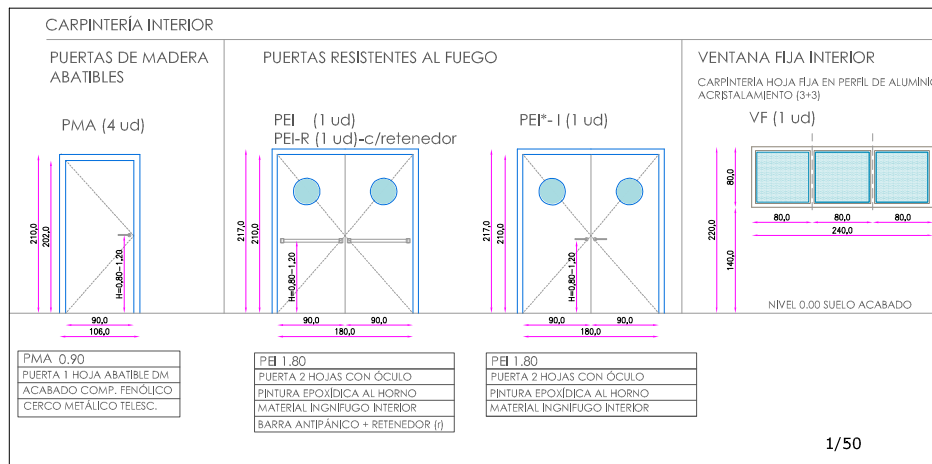 CARPINTERÍA INTERIOR
PUERTAS DE MADERA
ABATIBLES
PMA (4 ud)
210,0
202,0
H=0,80-1,20
90,0
106,0
PMA 0.90
PUERTA 1 HOJA ABATIBLE DM
ACABADO COMP. FENÓLICO
CERCO METÁLICO TELESC.
PUERTAS RESISTENTES AL FUEGO
PEI (1 ud)
PEI-R (1 ud)-c/retenedor
217,0
210,0
H=0,80-1,20
90,0 90,0
180,0
PEI 1.80
PUERTA 2 HOJAS CON ÓCULO
PINTURA EPOXÍDICA AL HORNO
MATERIAL INGNÍFUGO INTERIOR
BARRA ANTIPÁNICO + RETENEDOR (r)
PEI*- I (1 ud)
217,0
210,0
H=0,80-1,20
90,0 90,0
180,0
PEI 1.80
PUERTA 2 HOJAS CON ÓCULO
PINTURA EPOXÍDICA AL HORNO
MATERIAL INGNÍFUGO INTERIOR
VENTANA FIJA INTERIOR
CARPINTERÍA HOJA FIJA EN PERFIL DE ALUMINIO
ACRISTALAMIENTO (3+3)
VF (1 ud)
80,0
220,0
140,0
80,0 80,0 80,0
240,0
NIVEL 0.00 SUELO ACABADO
1/50